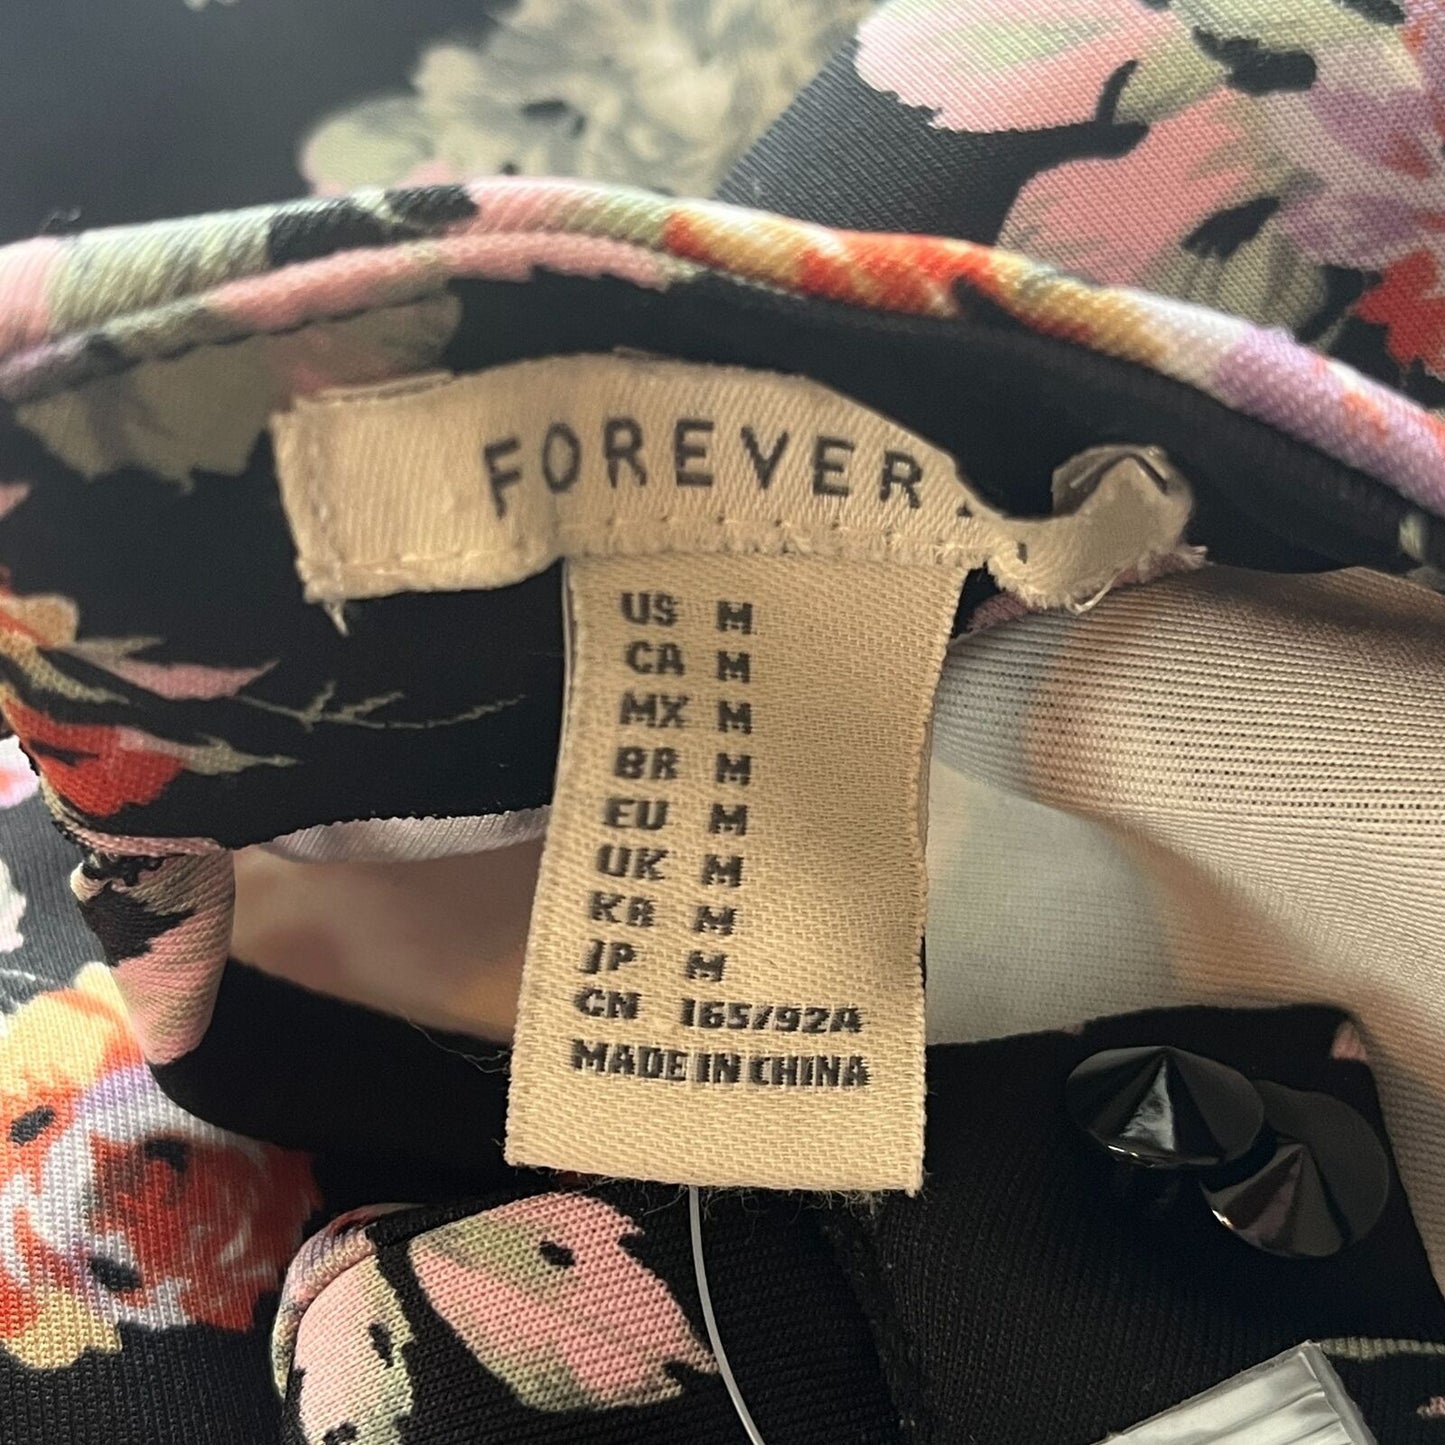 FOREVER
US M
CA M
MX M
BR M
EU M
UK M
KR M
JP M
CN 165/92A
MADE IN CHINA